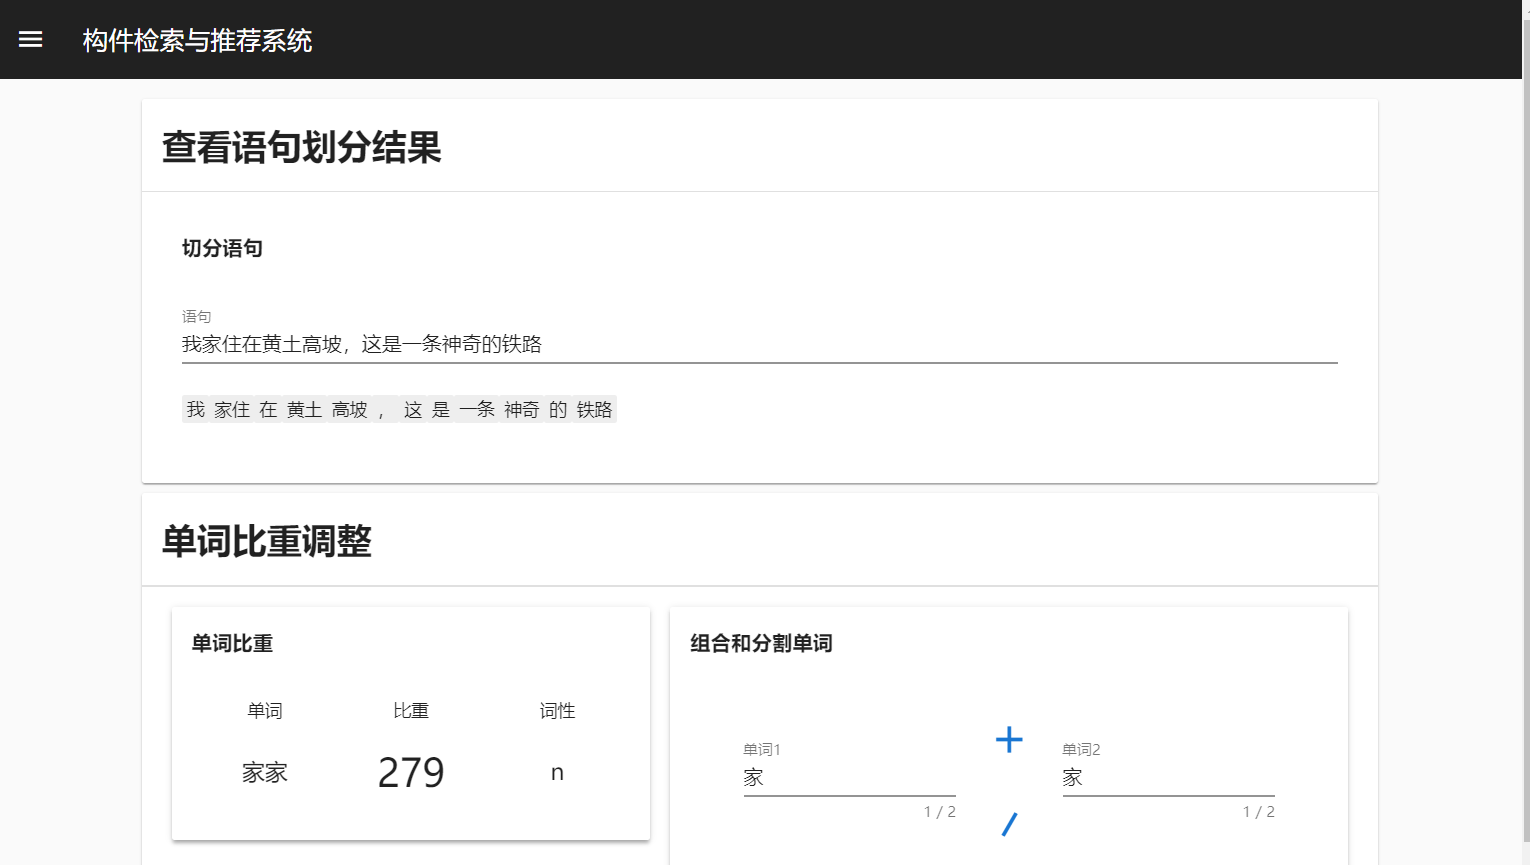 构件检索与推荐系统
查看语句划分结果
切分语句
语句
我家住在黄土高坡，这是一条神奇的铁路
我 家住 在 黄土 高坡 ， 这 是 一条 神奇 的 铁路
单词比重调整
单词比重
单词 比重 词性
家家 279 n
组合和分割单词
单词1
家
1 / 2
+
/
单词2
家
1 / 2